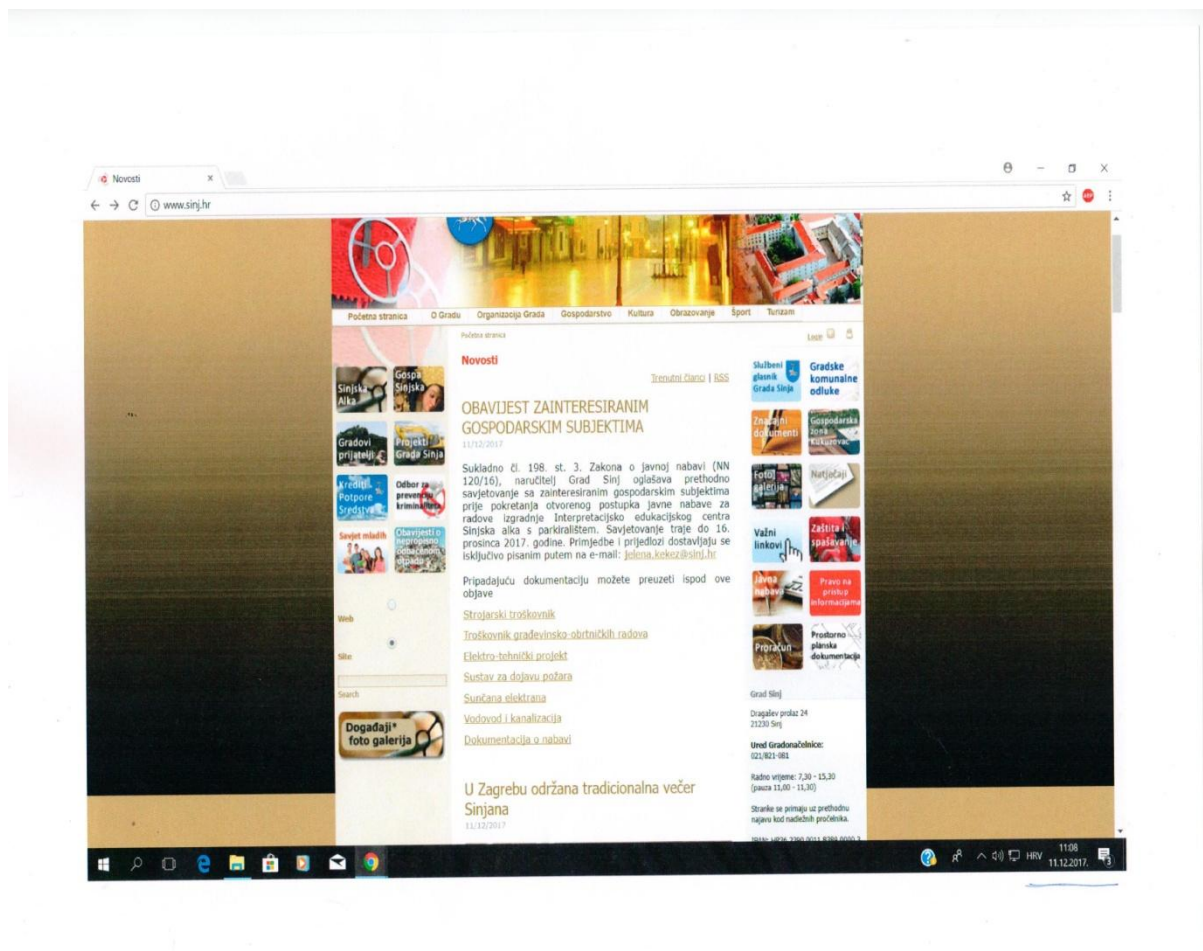 Novosti
www.sinj.hr
Početna stranica O Gradu Organizacija Grada Gospodarstvo Kultura Obrazovanje Šport Turizam
Početna stranica
Login
Sinjska
Alka
Gospa
Sinjska
Gradovi
prijatelji
Projekti
Grada Sinja
Krediti
Potpore
Sredstva
Odbor za
prevenciju
kriminaliteta
Savjet mladih
Obavijesti o
nepropisno
odbačenom
otpadu
Web
Site
Search
Događaji*
foto galerija
Novosti
Trenutni članci | RSS
OBAVIJEST ZAINTERESIRANIM
GOSPODARSKIM SUBJEKTIMA
11/12/2017
Sukladno čl. 198. st. 3. Zakona o javnoj nabavi (NN
120/16), naručitelj Grad Sinj oglašava prethodno
savjetovanje sa zainteresiranim gospodarskim subjektima
prije pokretanja otvorenog postupka javne nabave za
radove izgradnje Interpretacijsko edukacijskog centra
Sinjska alka s parkiralištem. Savjetovanje traje do 16.
prosinca 2017. godine. Primjedbe i prijedlozi dostavljaju se
isključivo pisanim putem na e-mail: jelena.kekez@sinj.hr
Pripadajuću dokumentaciju možete preuzeti ispod ove
objave
Strojarski troškovnik
Troškovnik građevinsko-obrtničkih radova
Elektro-tehnički projekt
Sustav za dojavu požara
Sunčana elektrana
Vodovod i kanalizacija
Dokumentacija o nabavi
U Zagrebu održana tradicionalna večer
Sinjana
11/12/2017
Službeni
glasnik
Grada Sinja
Gradske
komunalne
odluke
Značajni
dokumenti
Gospodarska
zona
Kukuzovac
Foto
galerija
Natječaji
Važni
linkovi
Zaštita i
spašavanje
Javna
nabava
Pravo na
pristup
informacijama
Proračun
Prostorno
planska
dokumentacija
Grad Sinj
Dragašev prolaz 24
21230 Sinj
Ured Gradonačelnice:
021/821-081
Radno vrijeme: 7,30 - 15,30
(pauza 11,00 - 11,30)
Stranke se primaju uz prethodnu
najavu kod nadležnih pročelnika.
HRV
11:08
11.12.2017.
3